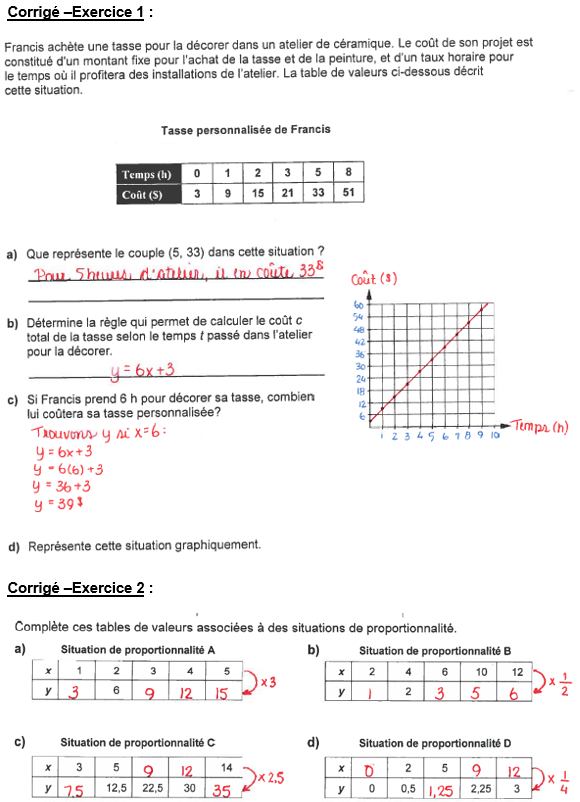 Corrigé –Exercice 1 :
Francis achète une tasse pour la décorer dans un atelier de céramique. Le coût de son projet est
constitué d'un montant fixe pour l'achat de la tasse et de la peinture, et d'un taux horaire pour
le temps où il profitera des installations de l'atelier. La table de valeurs ci-dessous décrit
cette situation.
Tasse personnalisée de Francis
Temps (h) 0 1 2 3 5 8
Coût ($) 3 9 15 21 33 51
a) Que représente le couple (5, 33) dans cette situation ?
Pour 5 heures d'atelier, il en coûte 33$
b) Détermine la règle qui permet de calculer le coût c
total de la tasse selon le temps t passé dans l'atelier
pour la décorer.
y = 6x+3
c) Si Francis prend 6 h pour décorer sa tasse, combien
lui coûtera sa tasse personnalisée?
Trouvons y si x=6:
y = 6x+3
y = 6(6)+3
y = 36+3
y = 39$
Coût ($)
60
54
48
42
36
30
24
18
12
6
1 2 3 4 5 6 7 8 9 10
Temps (h)
d) Représente cette situation graphiquement.
Corrigé –Exercice 2 :
Complète ces tables de valeurs associées à des situations de proportionnalité.
a) Situation de proportionnalité A
x 1 2 3 4 5
y 3 6 9 12 15
x3
b) Situation de proportionnalité B
x 2 4 6 10 12
y 1 2 3 5 6
x 1/2
c) Situation de proportionnalité C
x 3 5 9 12 14
y 7.5 12,5 22,5 30 35
x 2,5
d) Situation de proportionnalité D
x 0 2 5 9 12
y 0 0,5 1,25 2,25 3
x 1/4